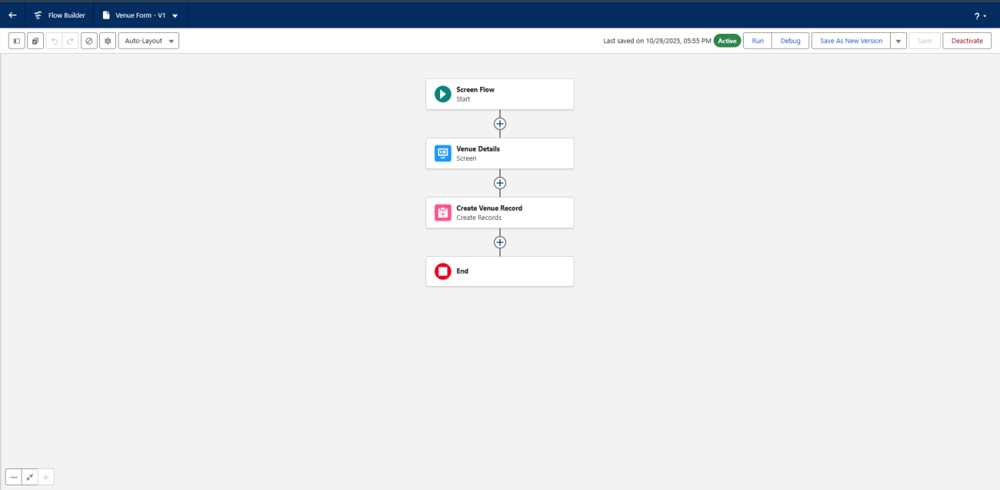 Flow Builder
Venue Form - V1
?
Auto-Layout
Last saved on 10/29/2025, 05:55 PM
Active
Run
Debug
Save As New Version
Save
Deactivate
Screen Flow
Start
Venue Details
Screen
Create Venue Record
Create Records
End